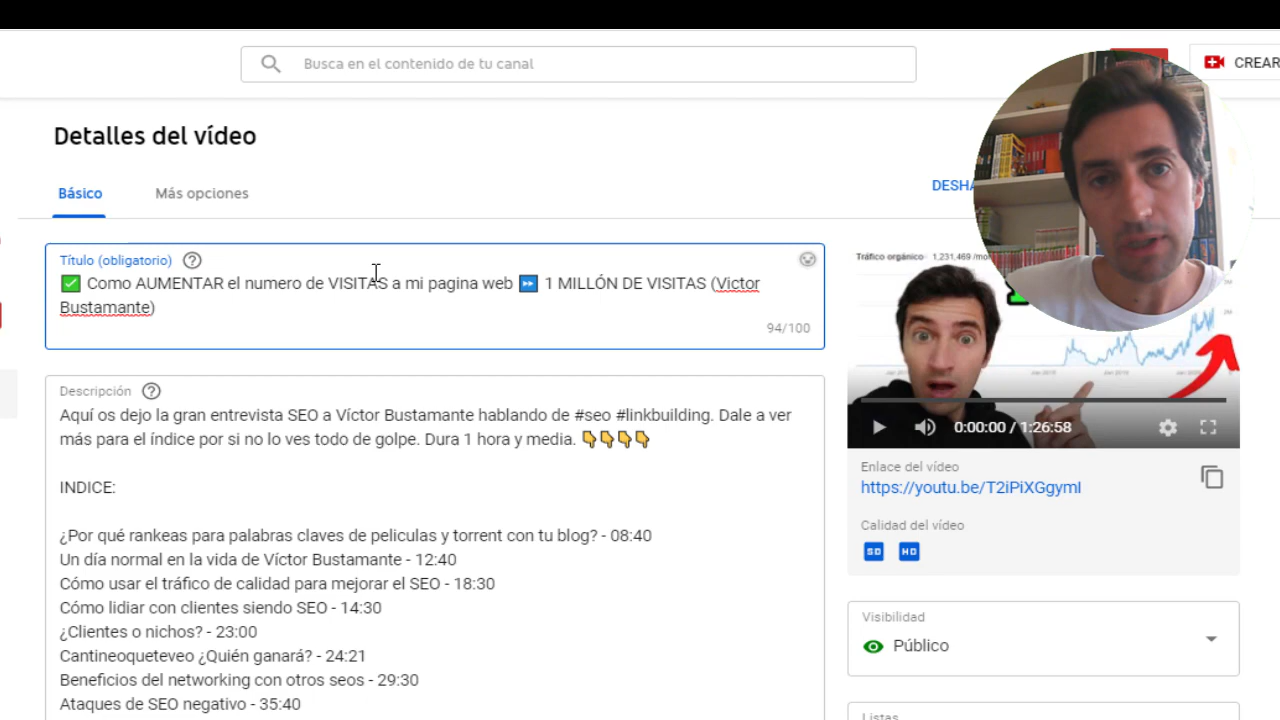 Busca en el contenido de tu canal
CREAR
Detalles del vídeo
Básico
Más opciones
DESHA
Título (obligatorio)
✅ Como AUMENTAR el numero de VISITAS a mi pagina web ⏩ 1 MILLÓN DE VISITAS (Victor
Bustamante)
94/100
Tráfico orgánico 1,231,469 /mo
Descripción
Aquí os dejo la gran entrevista SEO a Víctor Bustamante hablando de #seo #linkbuilding. Dale a ver
más para el índice por si no lo ves todo de golpe. Dura 1 hora y media. 👇👇👇👇
INDICE:
¿Por qué rankeas para palabras claves de peliculas y torrent con tu blog? - 08:40
Un día normal en la vida de Víctor Bustamante - 12:40
Cómo usar el tráfico de calidad para mejorar el SEO - 18:30
Cómo lidiar con clientes siendo SEO - 14:30
¿Clientes o nichos? - 23:00
Cantineoqueteveo ¿Quién ganará? - 24:21
Beneficios del networking con otros seos - 29:30
Ataques de SEO negativo - 35:40
0:00:00 / 1:26:58
Enlace del vídeo
https://youtu.be/T2iPiXGgymI
Calidad del vídeo
SD HD
Visibilidad
Público
Listas